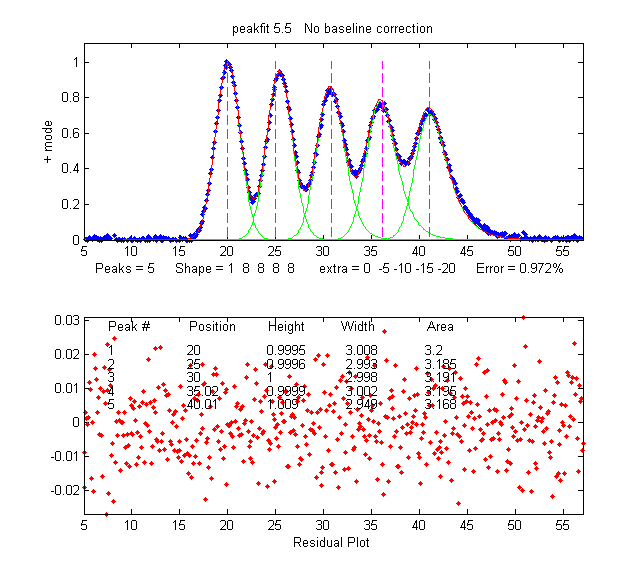 peakfit 5.5 No baseline correction
1
0.8
0.6
0.4
0.2
0
+ mode
5 10 15 20 25 30 35 40 45 50 55
Peaks = 5 Shape = 1 8 8 8 8 extra = 0 -5 -10 -15 -20 Error = 0.972%
0.03
0.02
0.01
0
-0.01
-0.02
Peak # Position Height Width Area
1 20 0.9995 3.008 3.2
2 25 0.9996 2.993 3.185
3 30 1 2.998 3.191
4 35.02 0.9999 3.002 3.195
5 40.01 1.009 2.949 3.168
5 10 15 20 25 30 35 40 45 50 55
Residual Plot